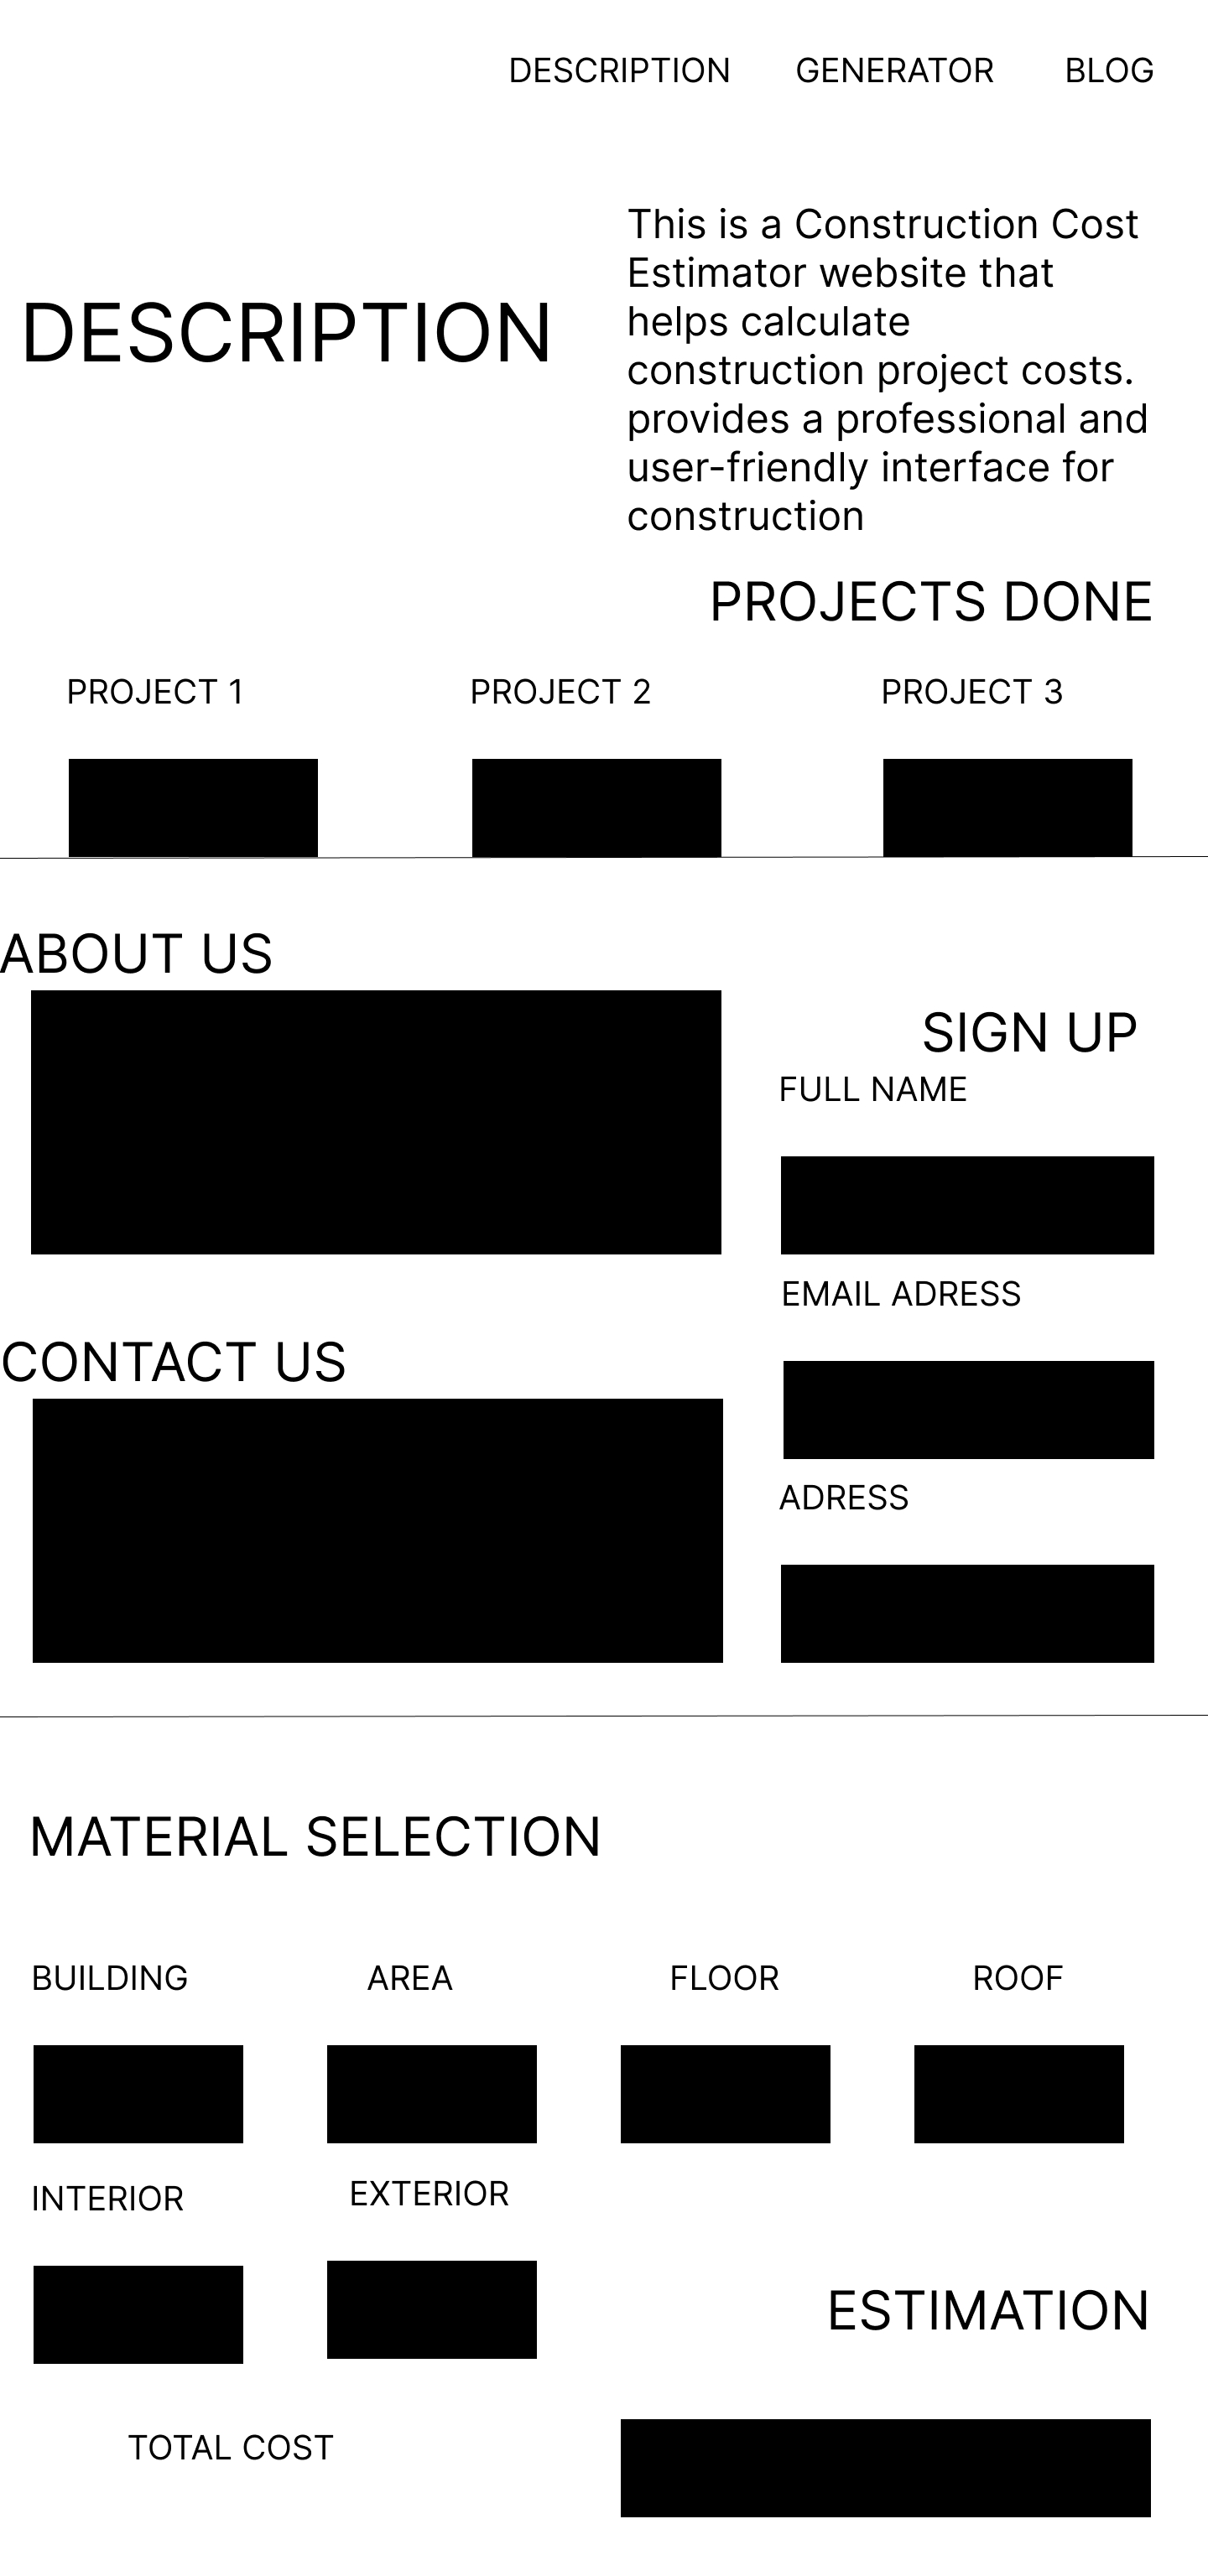 DESCRIPTION GENERATOR BLOG
DESCRIPTION
This is a Construction Cost
Estimator website that
helps calculate
construction project costs.
provides a professional and
user-friendly interface for
construction
PROJECTS DONE
PROJECT 1 PROJECT 2 PROJECT 3
ABOUT US
SIGN UP
FULL NAME
EMAIL ADRESS
CONTACT US
ADRESS
MATERIAL SELECTION
BUILDING AREA FLOOR ROOF
INTERIOR EXTERIOR
ESTIMATION
TOTAL COST